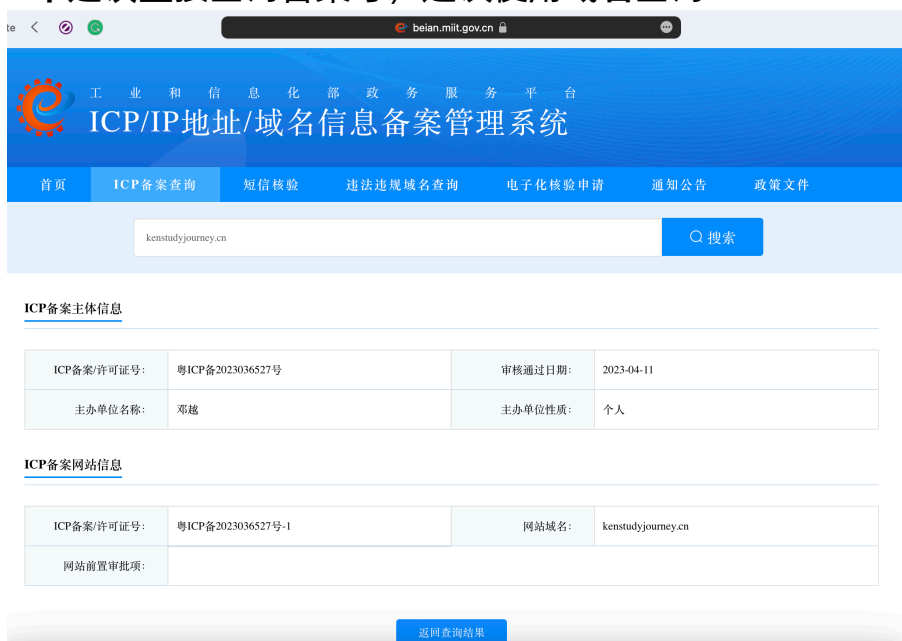 te
beian.miit.gov.cn
工业和信息化部政务服务平台
ICP/IP地址/域名信息备案管理系统
首页 ICP备案查询 短信核验 违法违规域名查询 电子化核验申请 通知公告 政策文件
kenstudyjourney.cn 搜索
ICP备案主体信息
ICP备案/许可证号: 粤ICP备2023036527号 审核通过日期: 2023-04-11
主办单位名称: 邓越 主办单位性质: 个人
ICP备案网站信息
ICP备案/许可证号: 粤ICP备2023036527号-1 网站域名: kenstudyjourney.cn
网站前置审批项:
返回查询结果